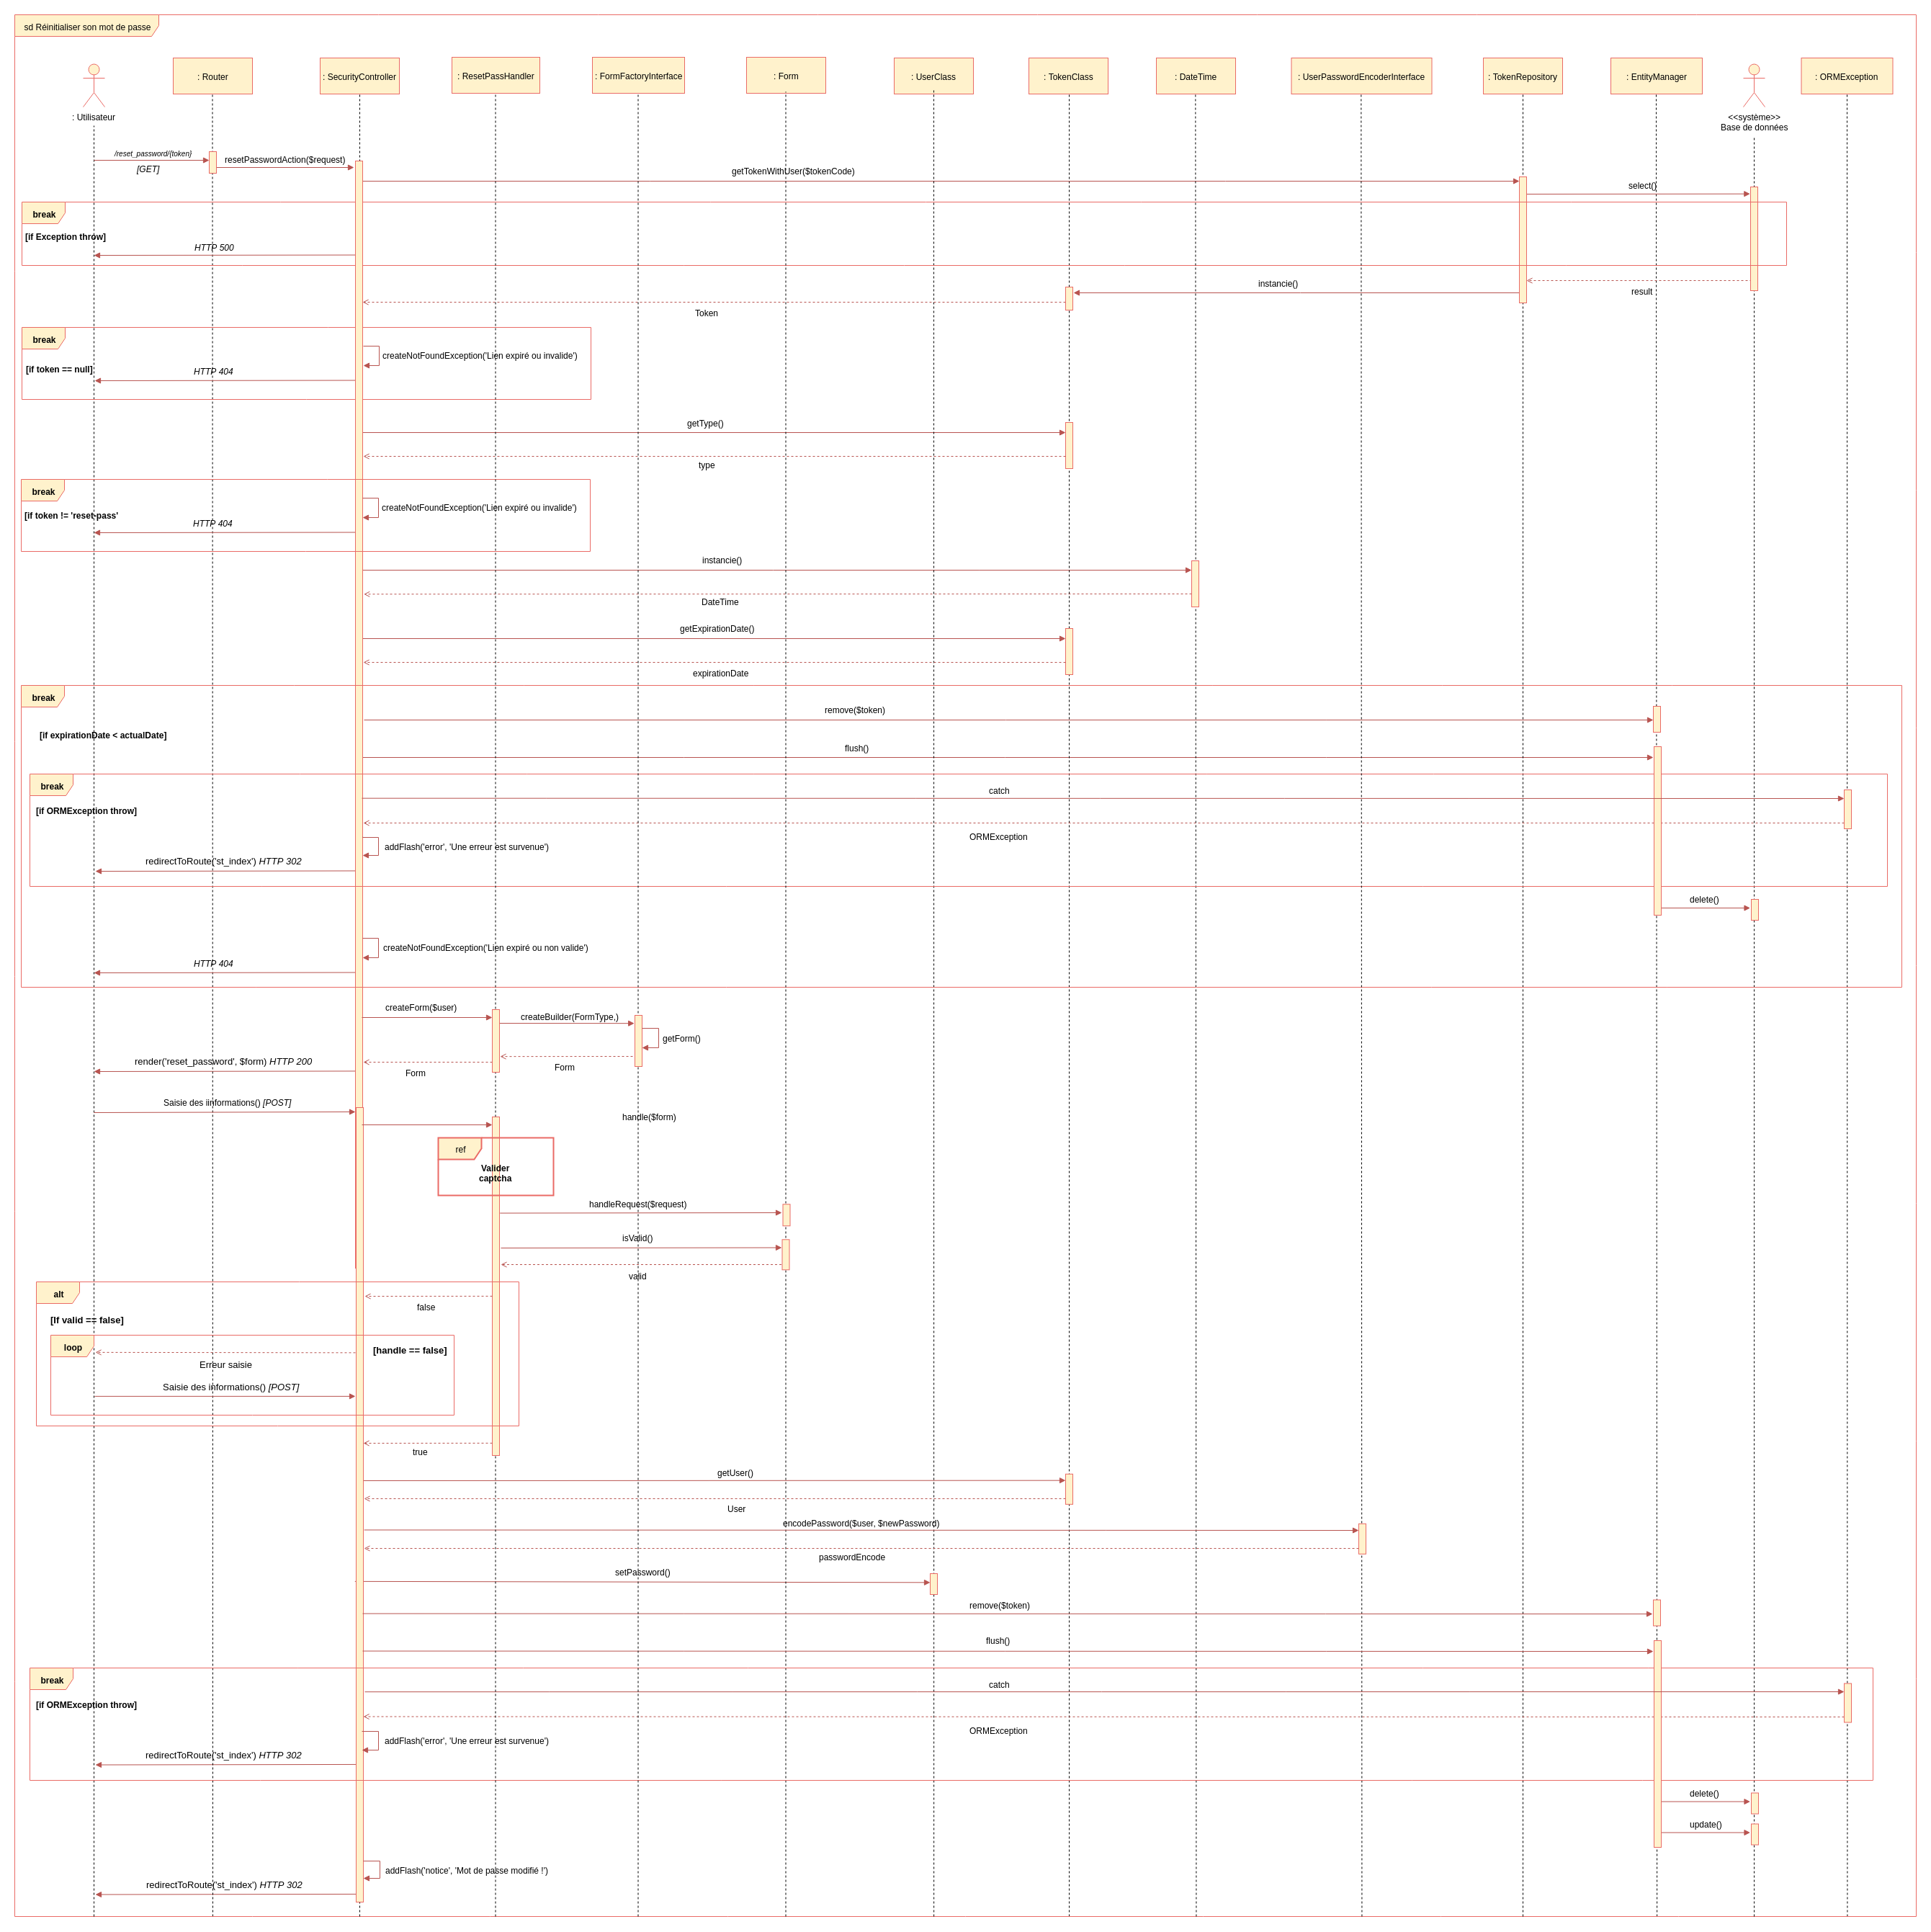 sd Réinitialiser son mot de passe
: Utilisateur
: Router
: SecurityController
: ResetPassHandler
: FormFactoryInterface
: Form
: UserClass
: TokenClass
: DateTime
: UserPasswordEncoderInterface
: TokenRepository
: EntityManager
<<système>>
Base de données
: ORMException
/reset_password/{token}
[GET]
resetPasswordAction($request)
getTokenWithUser($tokenCode)
select()
break
[if Exception throw]
HTTP 500
result
instancie()
Token
break
createNotFoundException('Lien expiré ou invalide')
[if token == null]
HTTP 404
getType()
type
break
createNotFoundException('Lien expiré ou invalide')
[if token != 'reset-pass'
HTTP 404
instancie()
DateTime
getExpirationDate()
expirationDate
break
remove($token)
[if expirationDate < actualDate]
flush()
break
catch
[if ORMException throw]
ORMException
addFlash('error', 'Une erreur est survenue')
redirectToRoute('st_index') HTTP 302
delete()
createNotFoundException('Lien expiré ou non valide')
HTTP 404
createForm($user)
createBuilder(FormType,)
getForm()
render('reset_password', $form) HTTP 200
Form
Form
Saisie des iinformations() [POST]
handle($form)
ref
Valider
captcha
handleRequest($request)
isValid()
valid
alt
false
[If valid == false]
loop
[handle == false]
Erreur saisie
Saisie des informations() [POST]
true
getUser()
User
encodePassword($user, $newPassword)
passwordEncode
setPassword()
remove($token)
flush()
break
catch
[if ORMException throw]
ORMException
addFlash('error', 'Une erreur est survenue')
redirectToRoute('st_index') HTTP 302
delete()
update()
addFlash('notice', 'Mot de passe modifié !')
redirectToRoute('st_index') HTTP 302